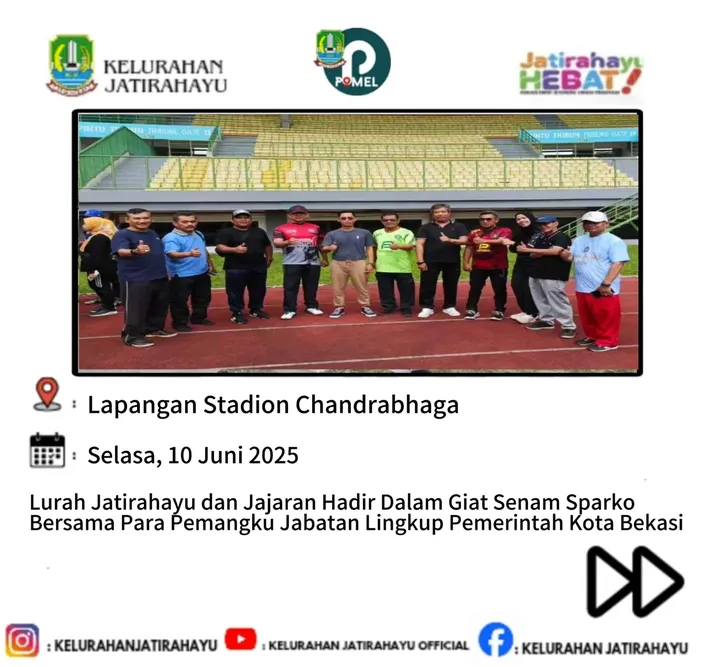 KELURAHAN
JATIRAHAYU
POMEL
Jatirahayu
HEBAT!
Lapangan Stadion Chandrabhaga
: Selasa, 10 Juni 2025
Lurah Jatirahayu dan Jajaran Hadir Dalam Giat Senam Sparko
Bersama Para Pemangku Jabatan Lingkup Pemerintah Kota Bekasi
: KELURAHANJATIRAHAYU
: KELURAHAN JATIRAHAYU OFFICIAL
: KELURAHAN JATIRAHAYU